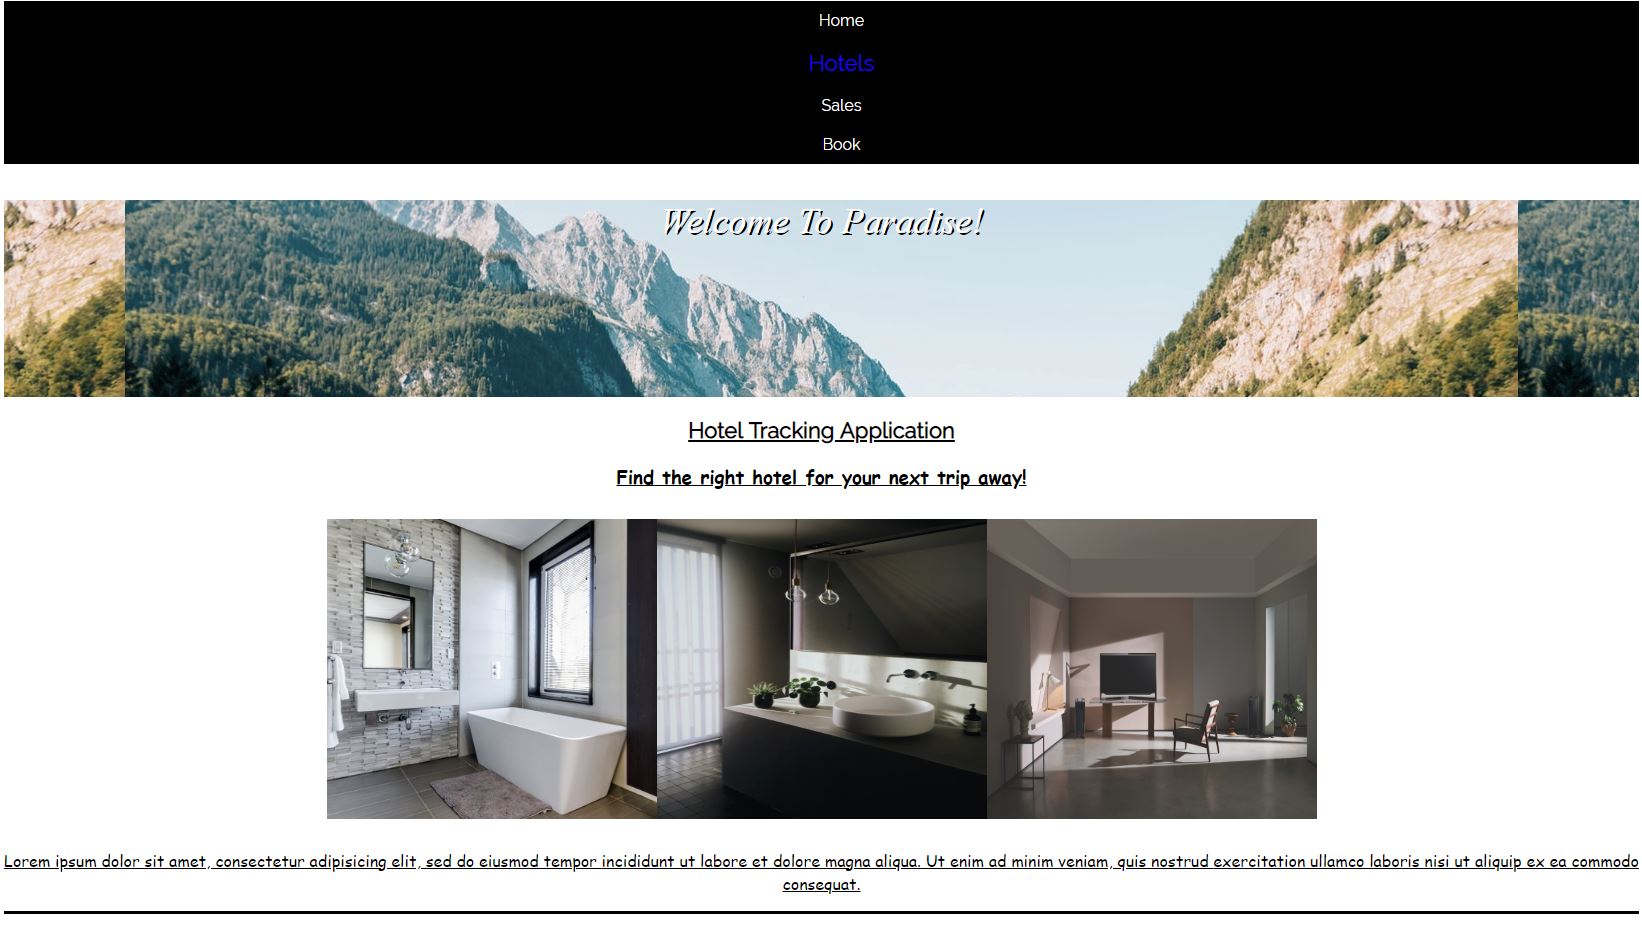 Home
Hotels
Sales
Book
Welcome To Paradise!
Hotel Tracking Application
Find the right hotel for your next trip away!
Lorem ipsum dolor sit amet, consectetur adipisicing elit, sed do eiusmod tempor incididunt ut labore et dolore magna aliqua. Ut enim ad minim veniam, quis nostrud exercitation ullamco laboris nisi ut aliquip ex ea commodo
consequat.